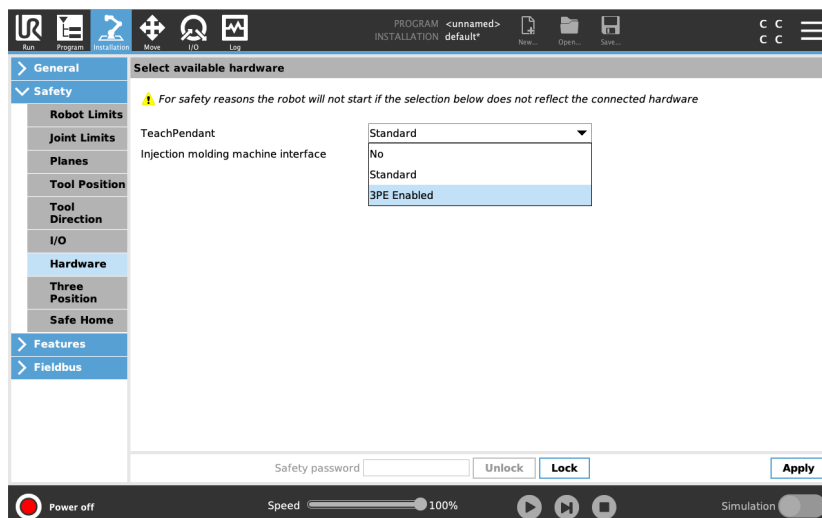 UR
PROGRAM <unnamed>
INSTALLATION default*
Run Program Installation Move I/O Log New... Open... Save...
C C
C C
General
Safety
Robot Limits
Joint Limits
Planes
Tool Position
Tool
Direction
I/O
Hardware
Three
Position
Safe Home
Features
Fieldbus
Select available hardware
For safety reasons the robot will not start if the selection below does not reflect the connected hardware
TeachPendant Standard
Injection molding machine interface No
Standard
3PE Enabled
Safety password Unlock Lock Apply
Power off Speed 100% Simulation